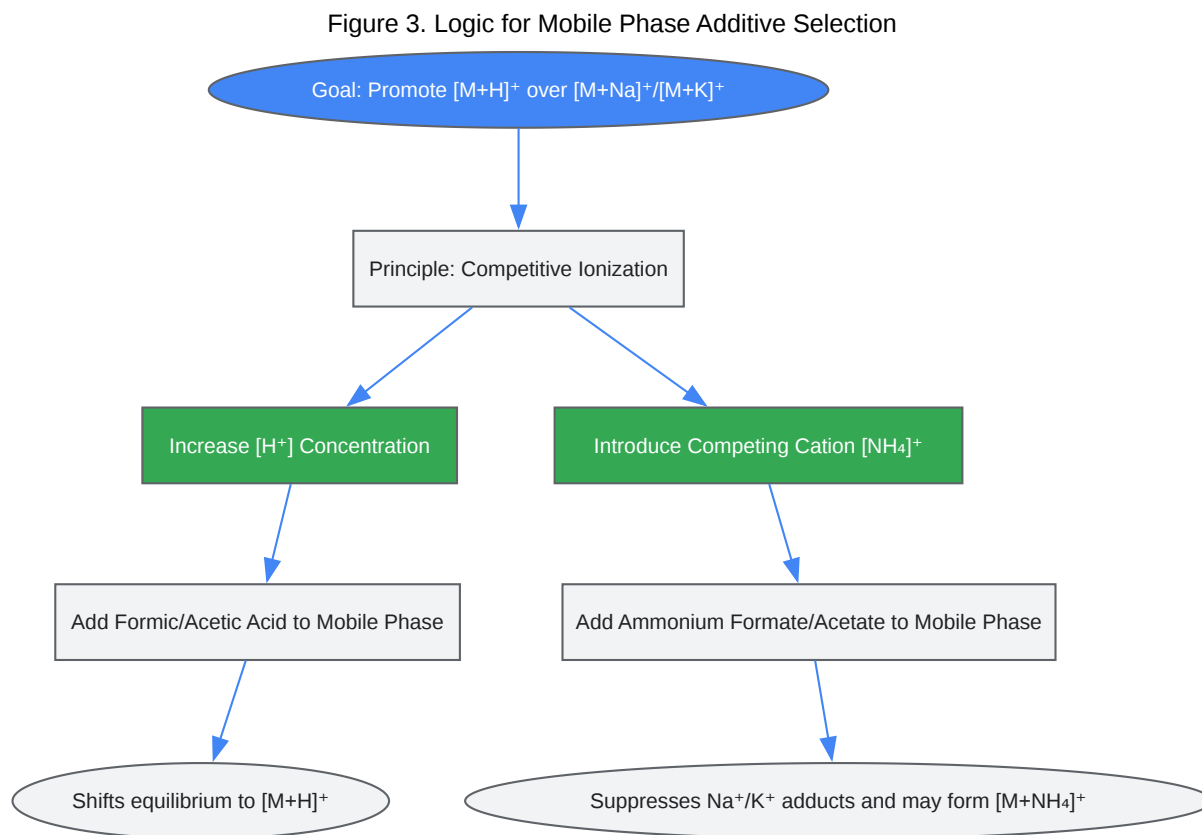 Figure 3. Logic for Mobile Phase Additive Selection
Goal: Promote [M+H]⁺ over [M+Na]⁺/[M+K]⁺
Principle: Competitive Ionization
Increase [H⁺] Concentration
Introduce Competing Cation [NH₄]⁺
Add Formic/Acetic Acid to Mobile Phase
Add Ammonium Formate/Acetate to Mobile Phase
Shifts equilibrium to [M+H]⁺
Suppresses Na⁺/K⁺ adducts and may form [M+NH₄]⁺